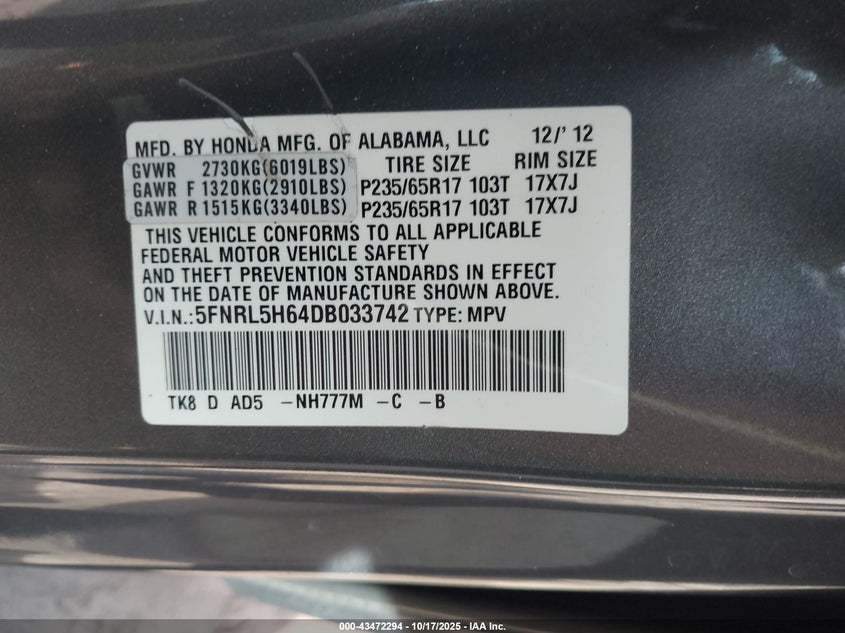 MFD. BY HONDA MFG. OF ALABAMA, LLC 12/'12
GVWR 2730KG(6019LBS) TIRE SIZE RIM SIZE
GAWR F 1320KG(2910LBS) P235/65R17 103T 17X7J
GAWR R 1515KG(3340LBS) P235/65R17 103T 17X7J
THIS VEHICLE CONFORMS TO ALL APPLICABLE
FEDERAL MOTOR VEHICLE SAFETY
AND THEFT PREVENTION STANDARDS IN EFFECT
ON THE DATE OF MANUFACTURE SHOWN ABOVE.
V.I.N.:5FNRL5H64DB033742 TYPE: MPV
TK8 D AD5 -NH777M -C -B
000-43472294 - 10/17/2025 - IAA Inc.